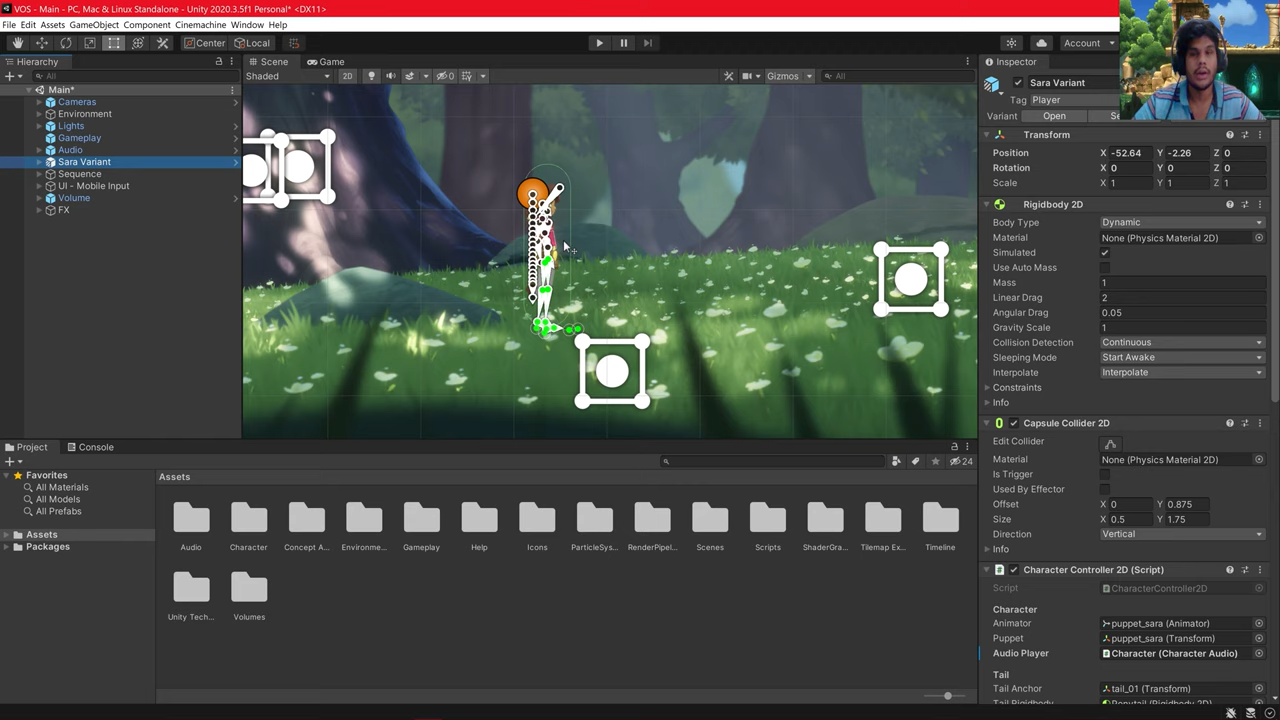 VOS - Main - PC, Mac & Linux Standalone - Unity 2020.3.5f1 Personal* <DX11>
File Edit Assets GameObject Component Cinemachine Window Help
Center Local Account
Hierarchy Scene Game Inspector
All Shaded 2D 0 Gizmos All
Main*
Cameras
Environment
Lights
Gameplay
Audio
Sara Variant
Sequence
UI - Mobile Input
Volume
FX
Sara Variant
Tag Player
Variant Open
Transform
Position X -52.64 Y -2.26 Z 0
Rotation X 0 Y 0 Z 0
Scale X 1 Y 1 Z 1
Rigidbody 2D
Body Type Dynamic
Material None (Physics Material 2D)
Simulated
Use Auto Mass
Mass 1
Linear Drag 2
Angular Drag 0.05
Gravity Scale 1
Collision Detection Continuous
Sleeping Mode Start Awake
Interpolate Interpolate
Constraints
Info
Capsule Collider 2D
Edit Collider
Material None (Physics Material 2D)
Is Trigger
Used By Effector
Offset X 0 Y 0.875
Size X 0.5 Y 1.75
Direction Vertical
Info
Character Controller 2D (Script)
Script CharacterController2D
Character
Animator puppet_sara (Animator)
Puppet puppet_sara (Transform)
Audio Player Character (Character Audio)
Tail
Tail Anchor tail_01 (Transform)
Tail Rigidbody Ponytail (Rigidbody 2D)
Project Console
24
Favorites
All Materials
All Models
All Prefabs
Assets
Packages
Assets
Audio Character Concept A... Environme... Gameplay Help Icons ParticleSys... RenderPipel... Scenes Scripts ShaderGra... Tilemap Ex... Timeline
Unity Tech... Volumes